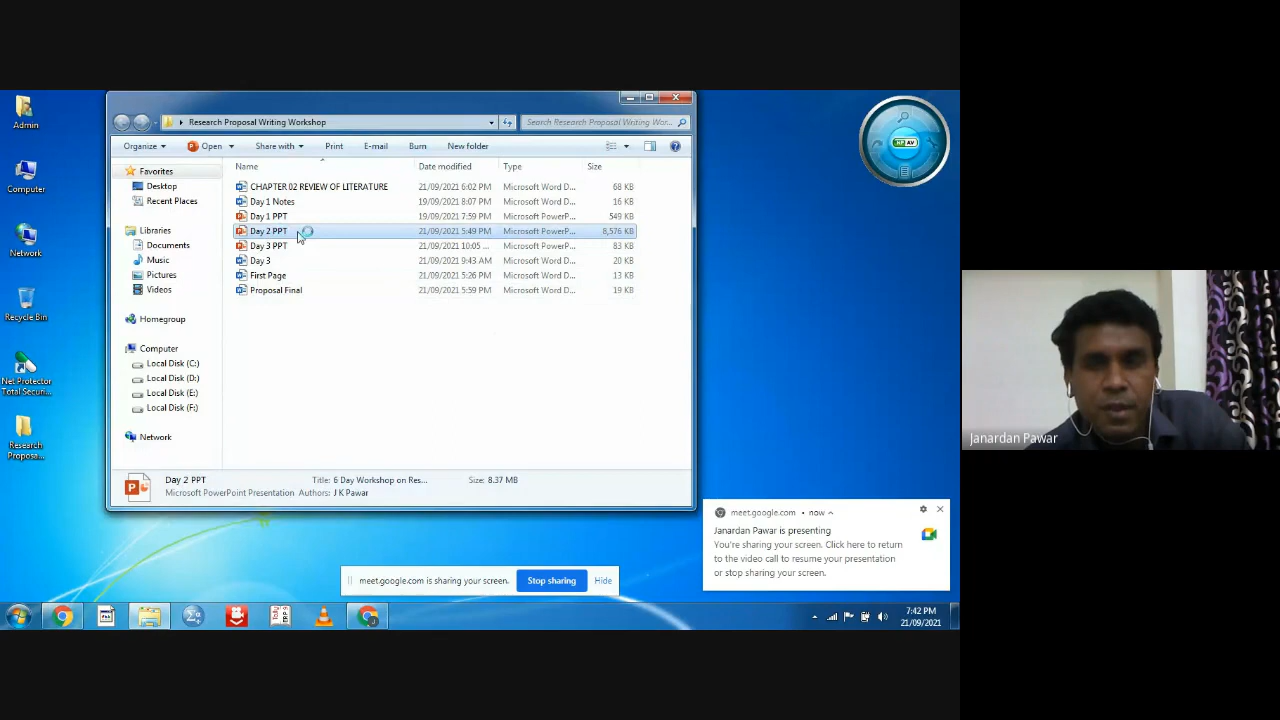 Admin
Computer
Network
Recycle Bin
Net Protector
Total Securi...
Research
Proposa...
Research Proposal Writing Workshop
Search Research Proposal Writing Wor...
Organize
Open
Share with
Print
E-mail
Burn
New folder
Favorites
Desktop
Recent Places
Libraries
Documents
Music
Pictures
Videos
Homegroup
Computer
Local Disk (C:)
Local Disk (D:)
Local Disk (E:)
Local Disk (F:)
Network
Name Date modified Type Size
CHAPTER 02 REVIEW OF LITERATURE 21/09/2021 6:02 PM Microsoft Word D... 68 KB
Day 1 Notes 19/09/2021 8:07 PM Microsoft Word D... 16 KB
Day 1 PPT 19/09/2021 7:59 PM Microsoft PowerP... 549 KB
Day 2 PPT 21/09/2021 5:49 PM Microsoft PowerP... 8,576 KB
Day 3 PPT 21/09/2021 10:05 ... Microsoft PowerP... 39 KB
Day 3 21/09/2021 9:43 AM Microsoft Word D... 20 KB
First Page 21/09/2021 5:26 PM Microsoft Word D... 13 KB
Proposal Final 21/09/2021 5:59 PM Microsoft Word D... 19 KB
Day 2 PPT Title: 6 Day Workshop on Res... Size: 8.37 MB
Microsoft PowerPoint Presentation Authors: J K Pawar
meet.google.com • now
Janardan Pawar is presenting
You're sharing your screen. Click here to return
to the video call to resume your presentation
or stop sharing your screen.
meet.google.com is sharing your screen. Stop sharing Hide
7:42 PM
21/09/2021
Janardan Pawar